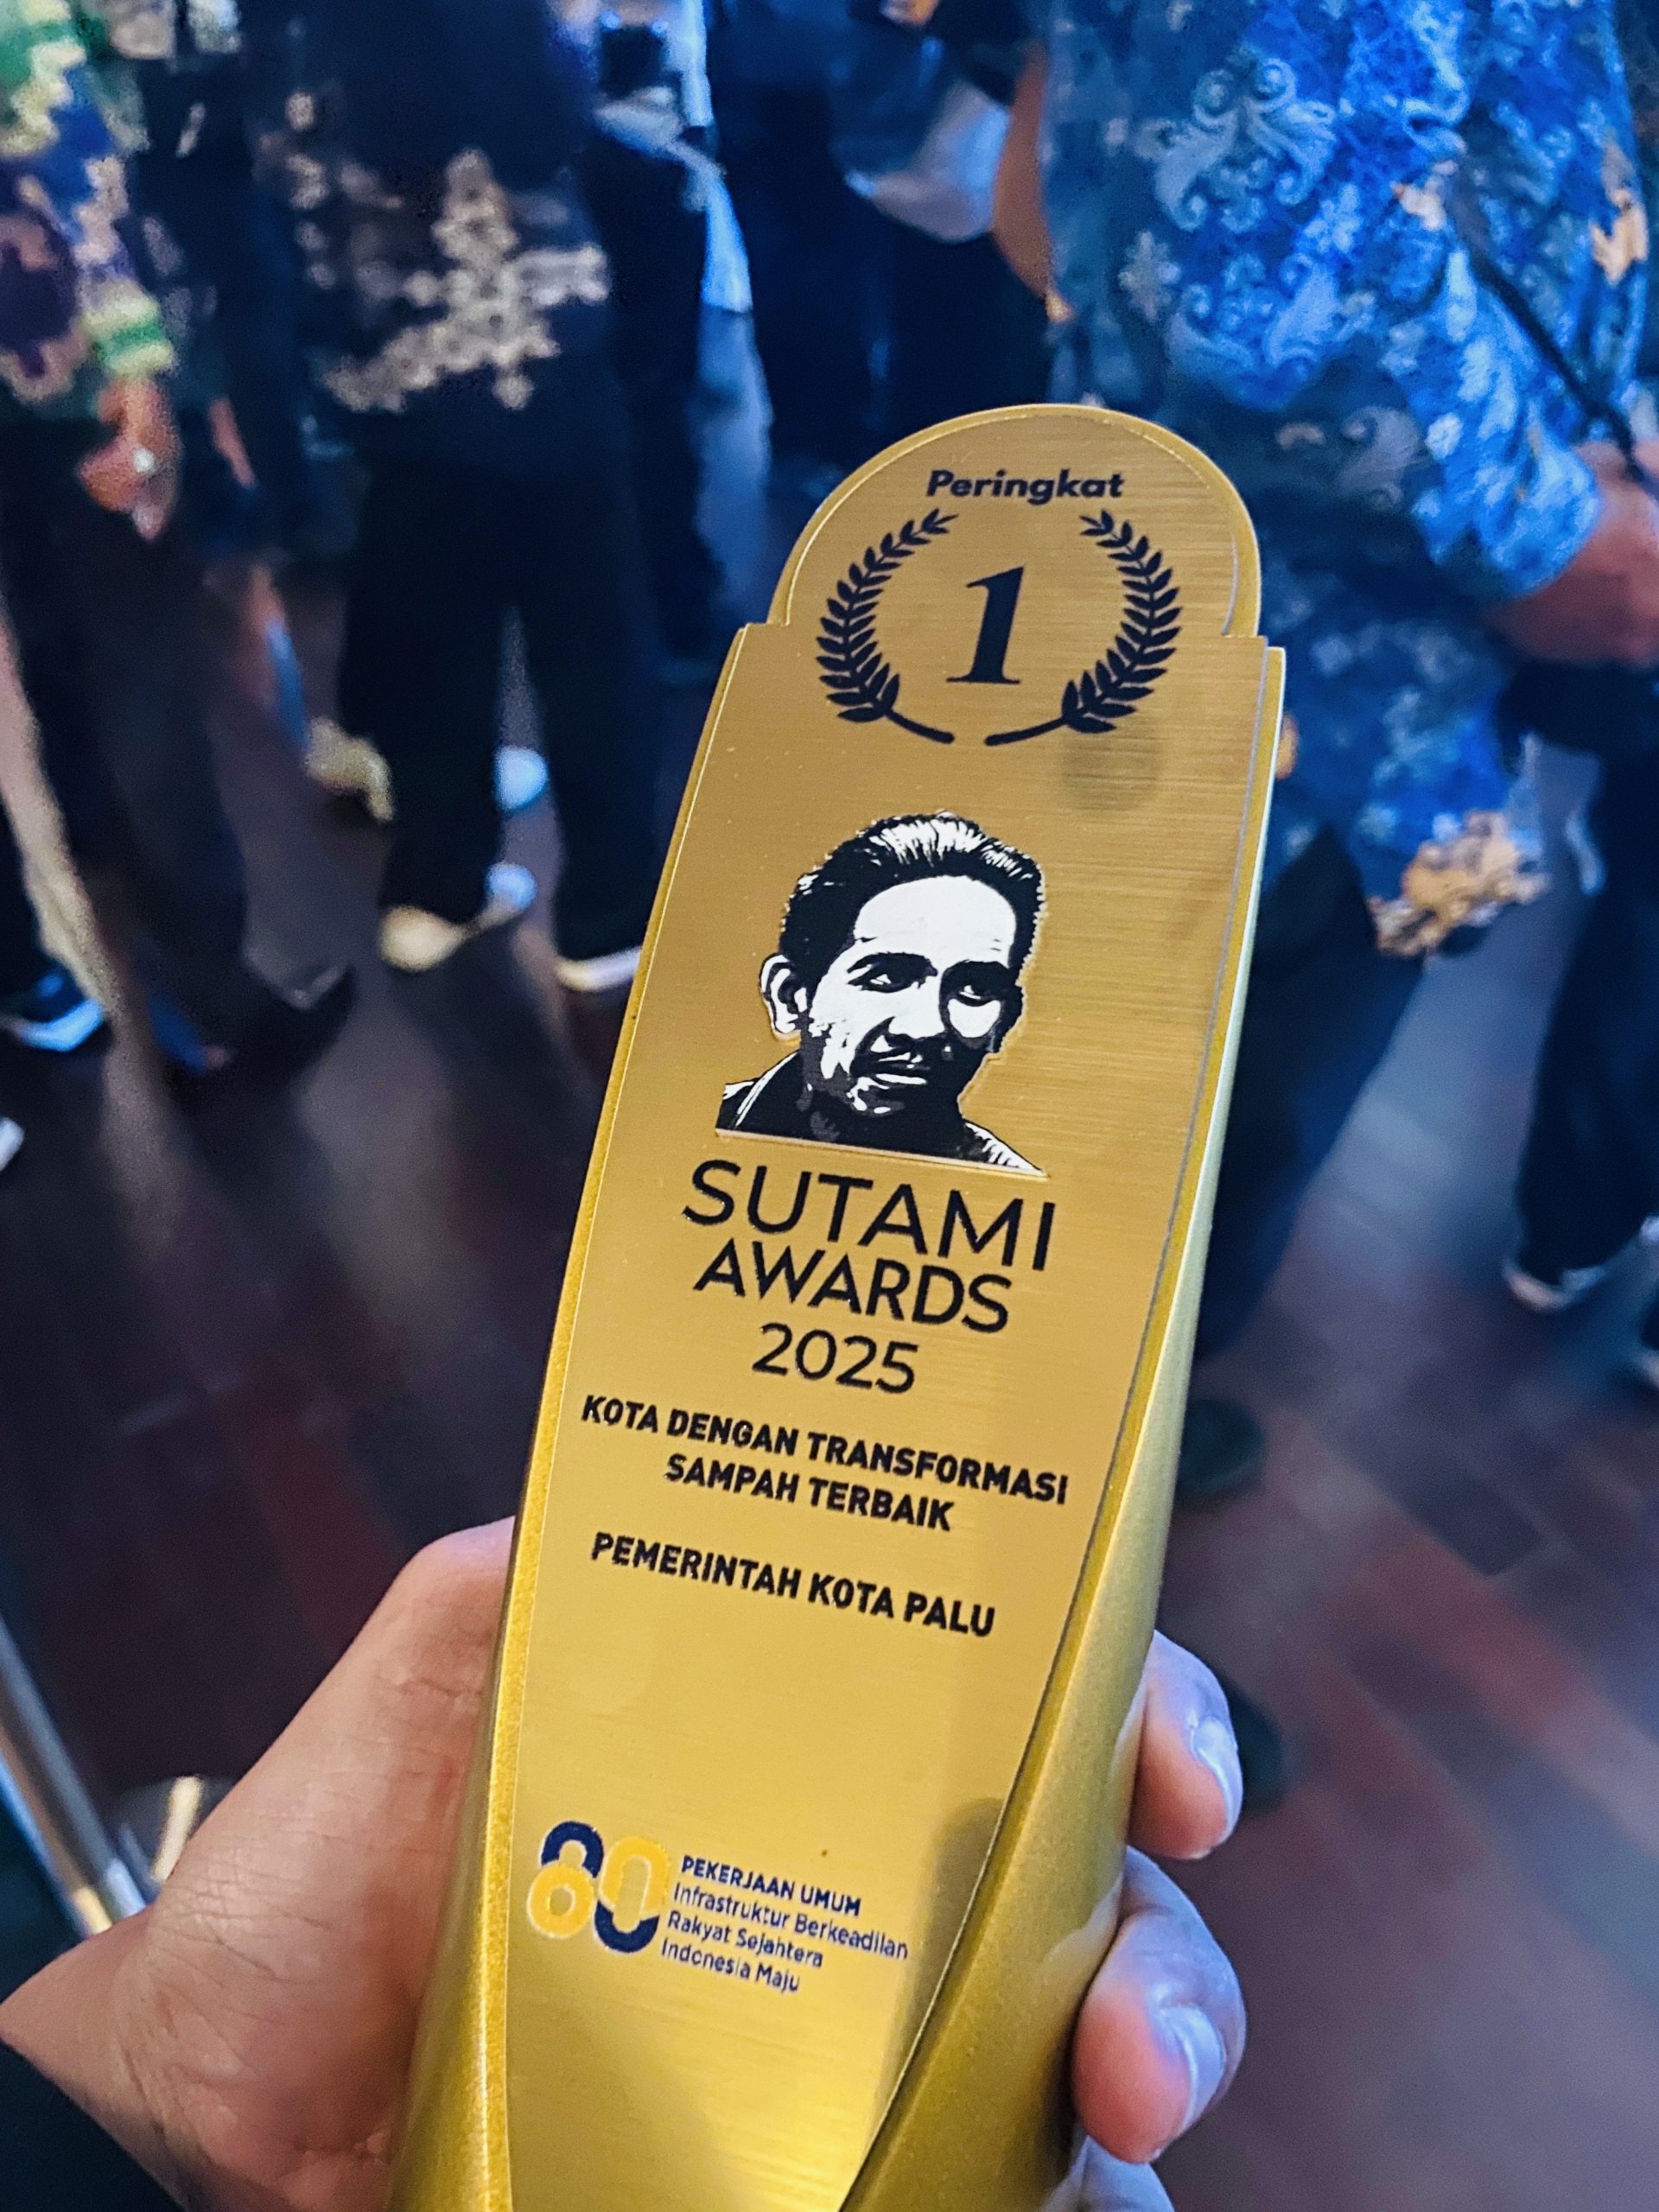 Peringkat
1
SUTAMI
AWARDS
2025
KOTA DENGAN TRANSFORMASI
SAMPAH TERBAIK
PEMERINTAH KOTA PALU
80
PEKERJAAN UMUM
Infrastruktur Berkeadilan
Rakyat Sejahtera
Indonesia Maju